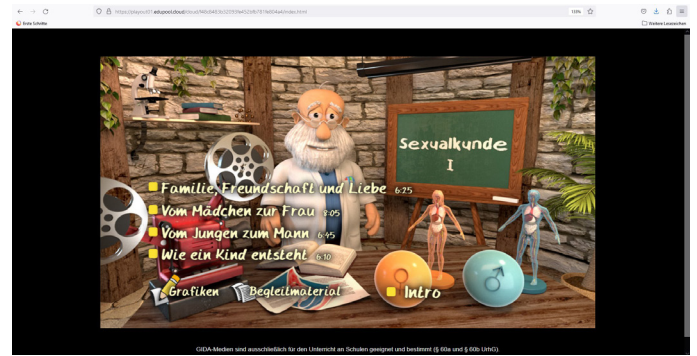 Erste Schritte
Weitere Lesezeichen
Sexualkunde
I
Familie, Freundschaft und Liebe 6:25
Vom Mädchen zur Frau 8:05
Vom Jungen zum Mann 6:45
Wie ein Kind entsteht 6:10
Grafiken
Begleitmaterial
Intro
GIDA-Medien sind ausschließlich für den Unterricht an Schulen geeignet und bestimmt (§ 60a und § 60b UrhG).